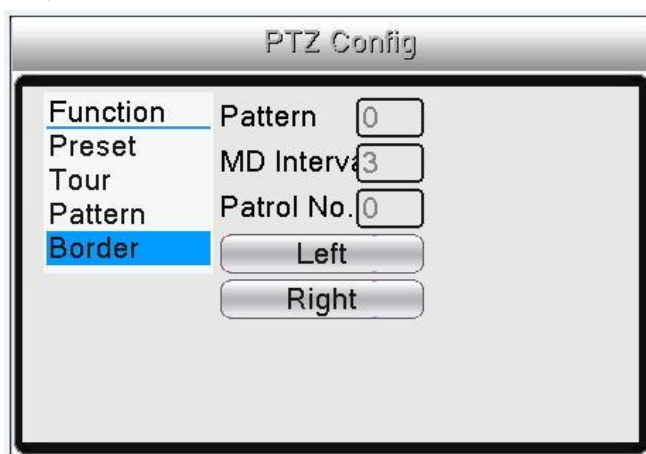 PTZ Config
Function
Preset
Tour
Pattern
Border
Pattern 0
MD Interva 3
Patrol No. 0
Left
Right